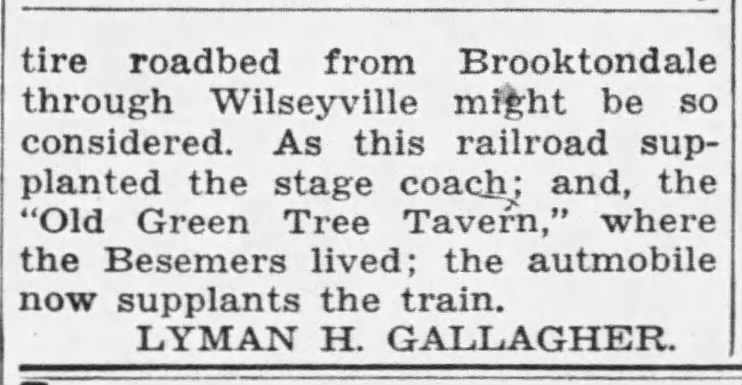 tire roadbed from Brooktondale
through Wilseyville might be so
considered. As this railroad sup-
planted the stage coach; and, the
“Old Green Tree Tavern,” where
the Besemers lived; the autmobile
now supplants the train.
LYMAN H. GALLAGHER.